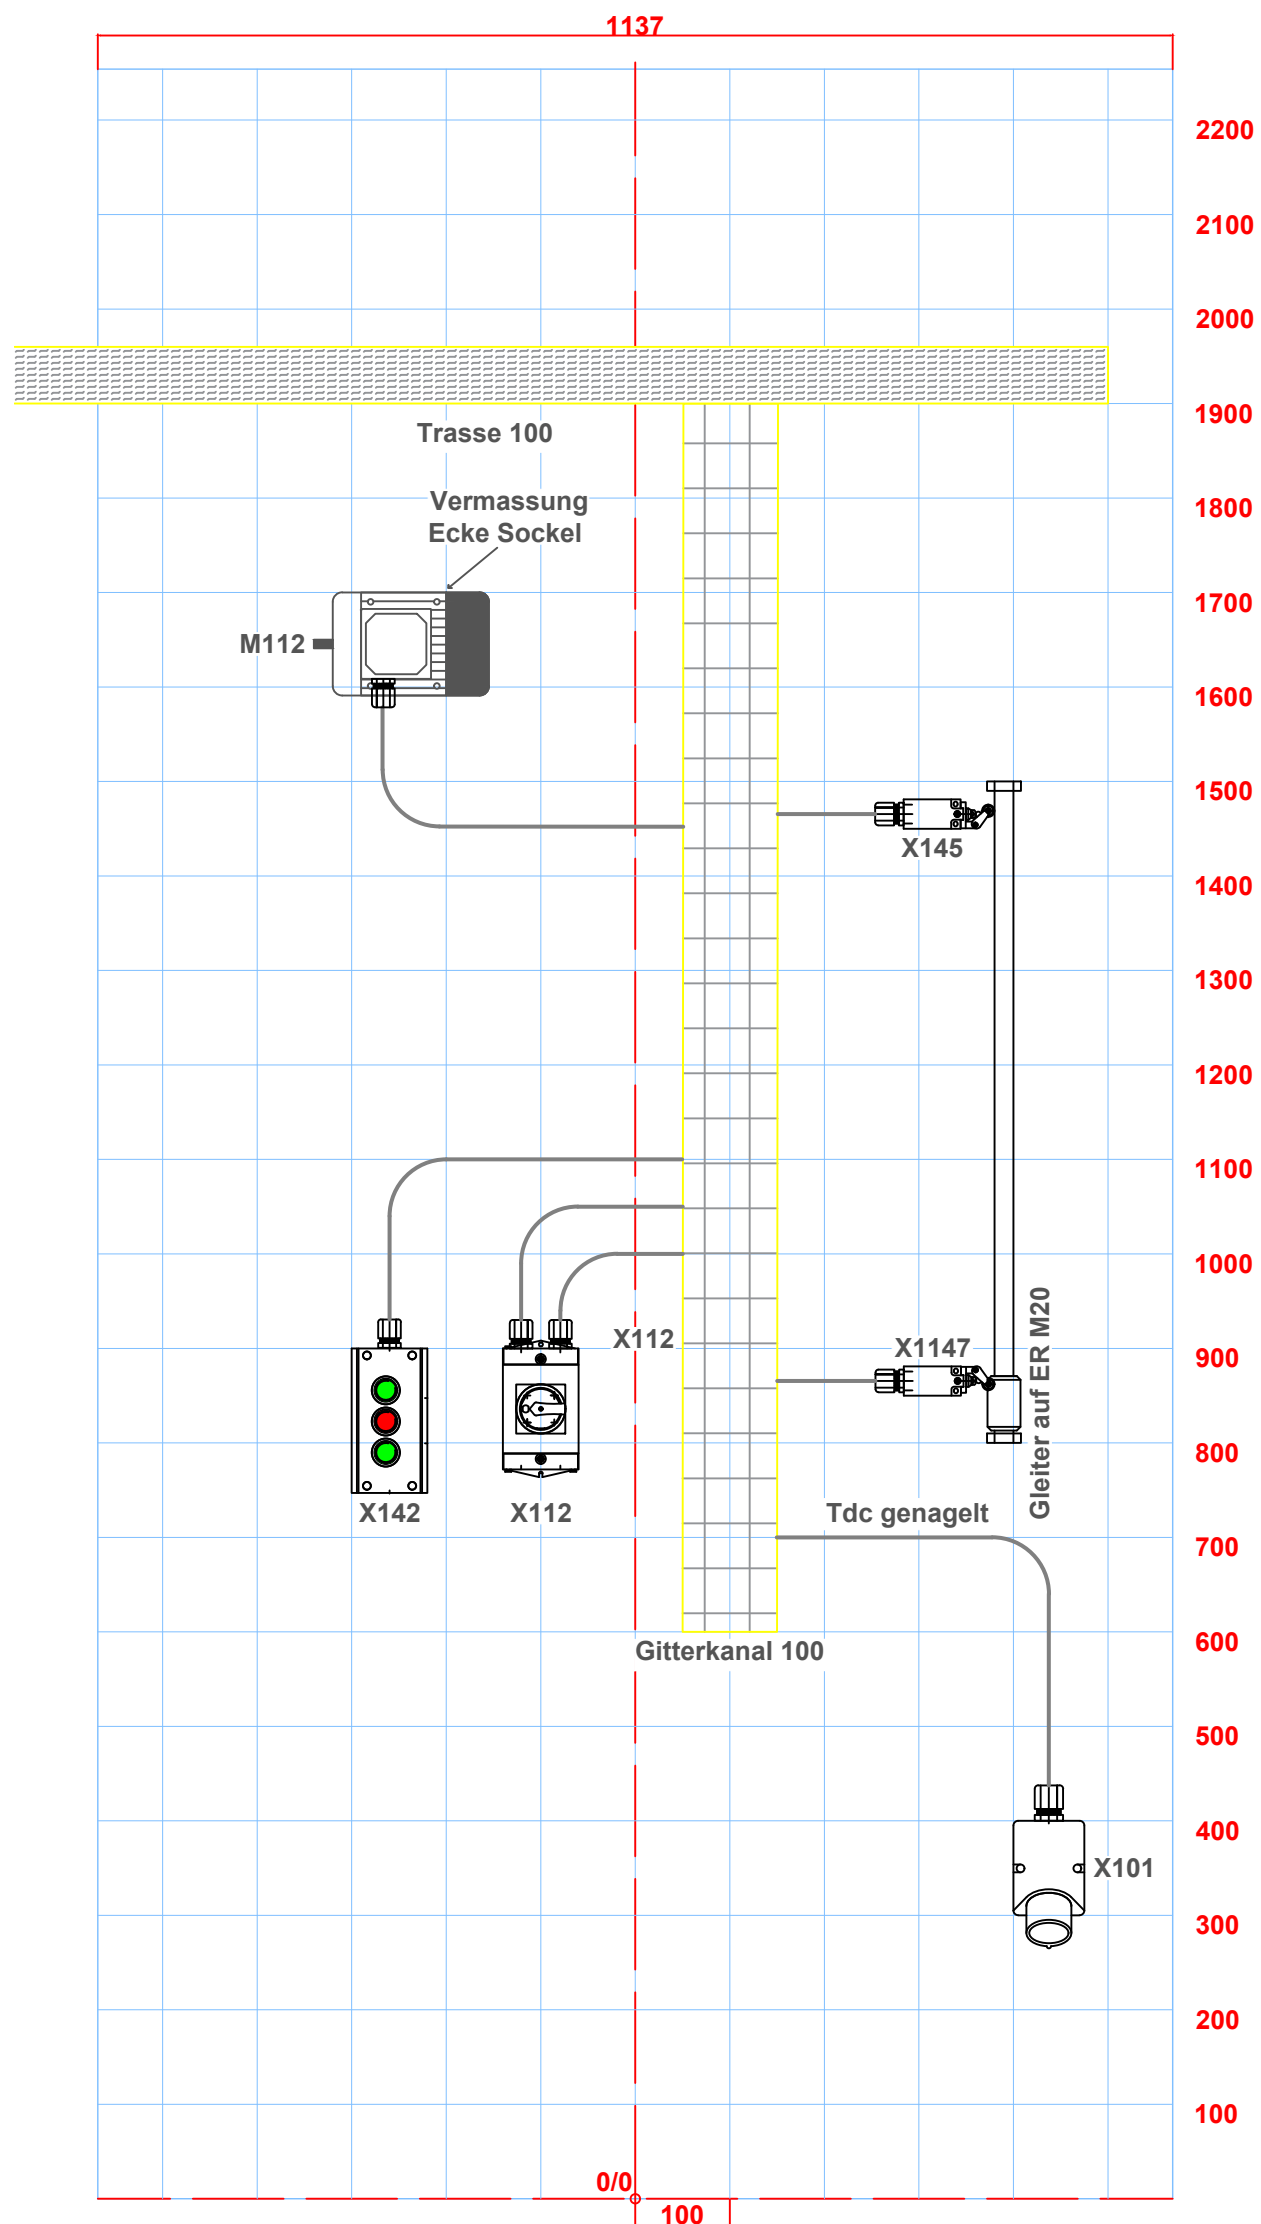 1137
2200
2100
2000
1900
Trasse 100
Vermassung
Ecke Sockel
1800
1700
M112
1600
1500
X145
1400
1300
1200
1100
1000
X112
X1147
900
Gleiter auf ER M20
800
X142
X112
Tdc genagelt
700
600
Gitterkanal 100
500
400
X101
300
200
100
0/0
100